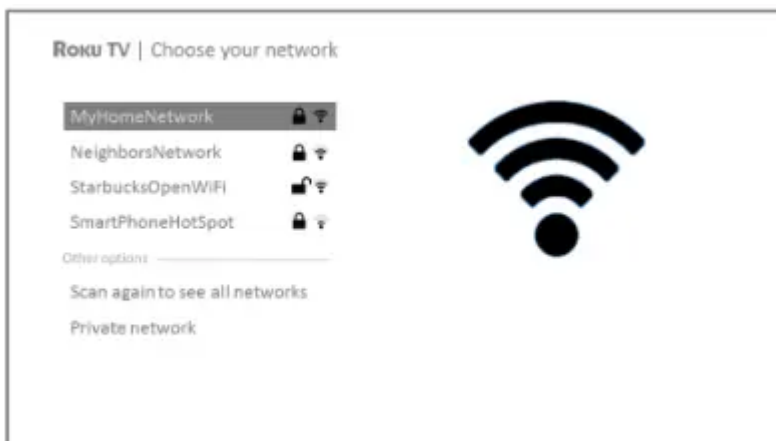 Roku TV | Choose your network
MyHomeNetwork
NeighborsNetwork
StarbucksOpenWiFi
SmartPhoneHotSpot
Other options
Scan again to see all networks
Private network